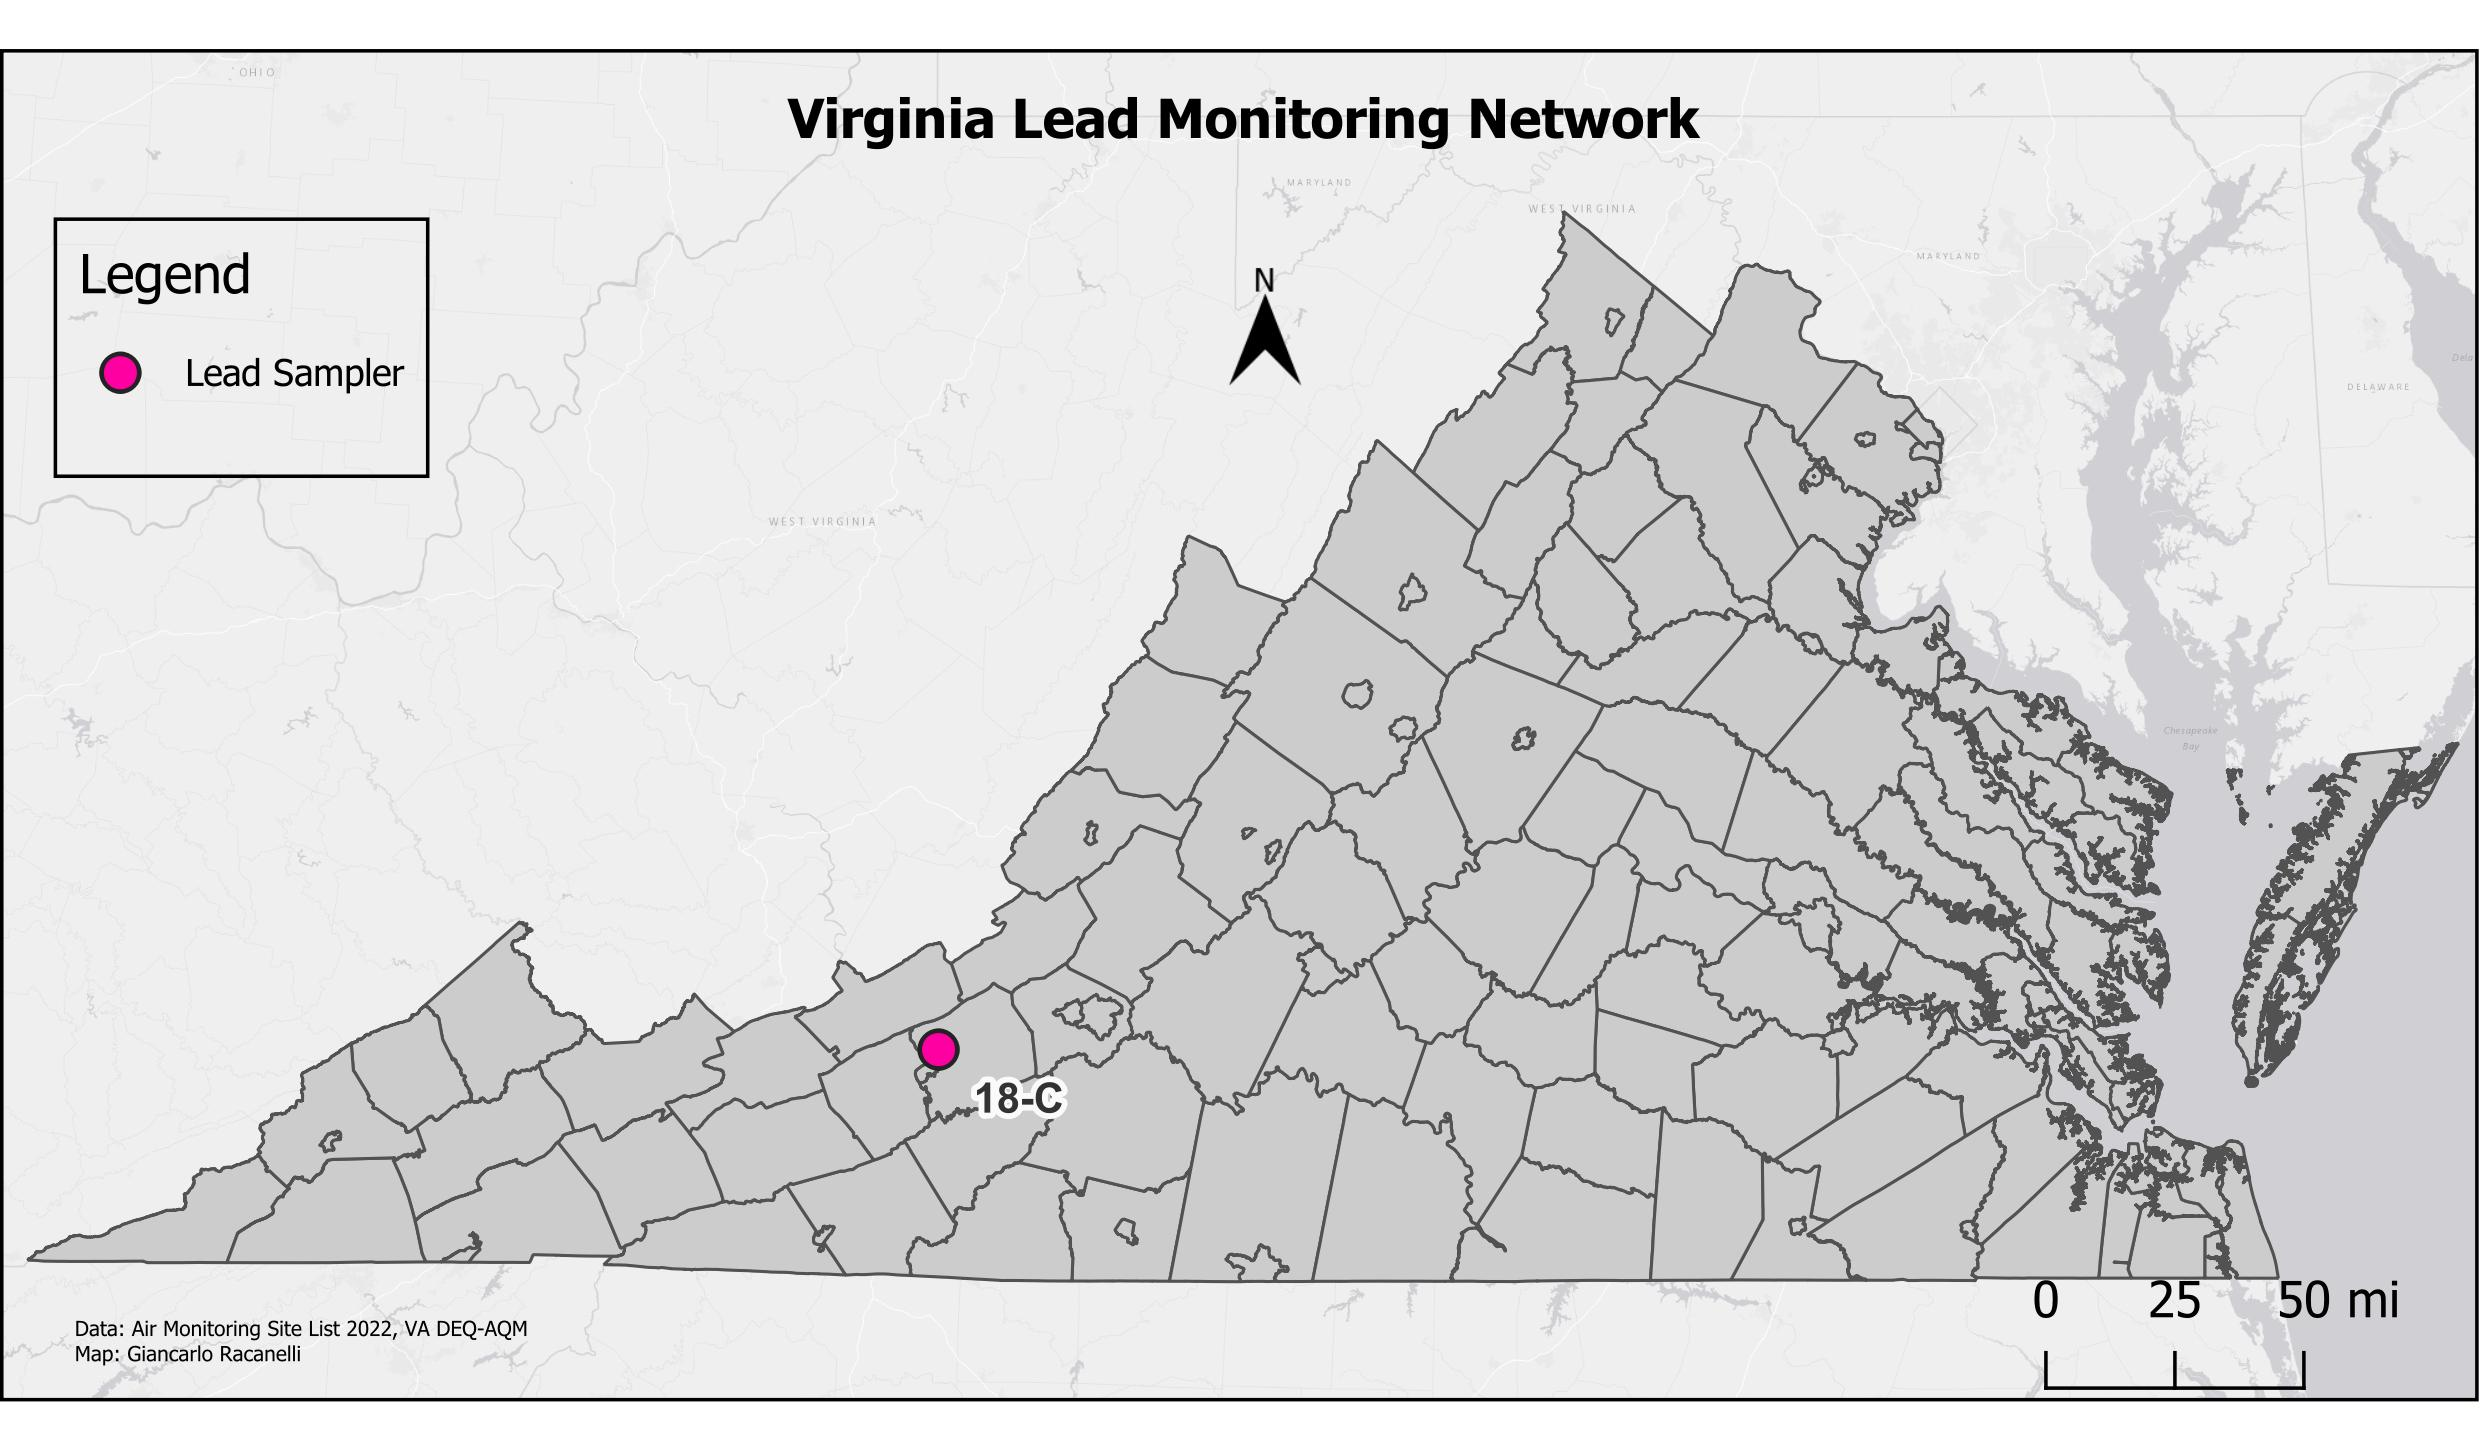 OHIO
Virginia Lead Monitoring Network
MARYLAND
WEST VIRGINIA
MARYLAND
Legend
N
Lead Sampler
Dela
DELAWARE
WEST VIRGINIA
Chesapeake
Bay
18-C
0 25 50 mi
Data: Air Monitoring Site List 2022, VA DEQ-AQM
Map: Giancarlo Racanelli